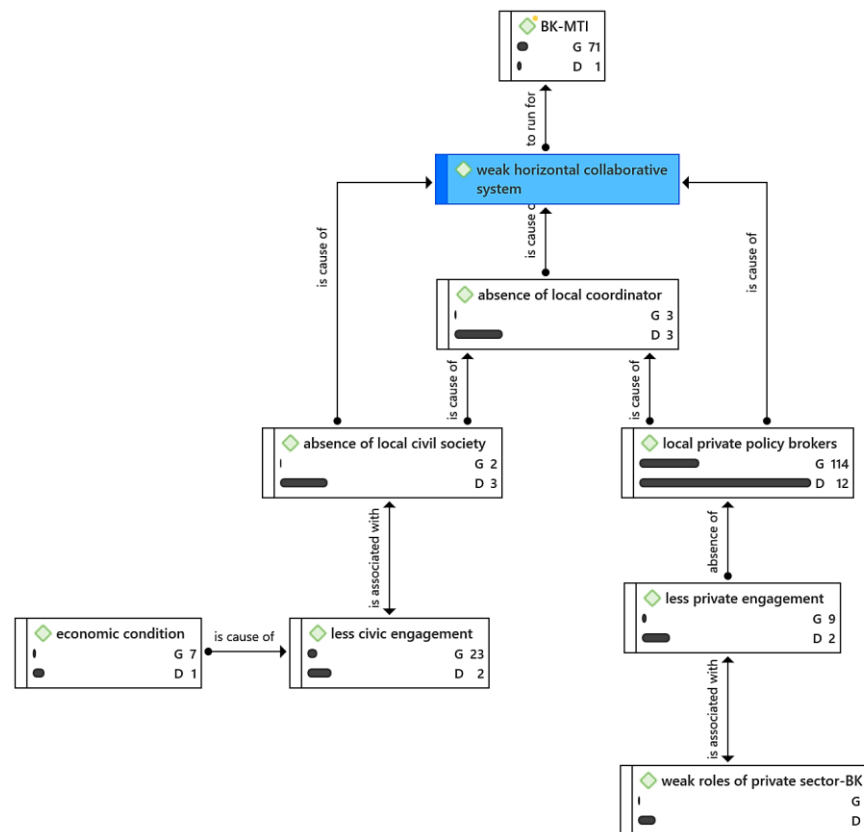 BK-MTI
G 71
D 1
to run for
weak horizontal collaborative
system
is cause of
is cause o
is cause of
absence of local coordinator
G 3
D 3
is cause of
is cause of
absence of local civil society
G 2
D 3
local private policy brokers
G 114
D 12
is associated with
absence of
less private engagement
G 9
D 2
economic condition
G 7
D 1
is cause of
less civic engagement
G 23
D 2
is associated with
weak roles of private sector-BK
G
D